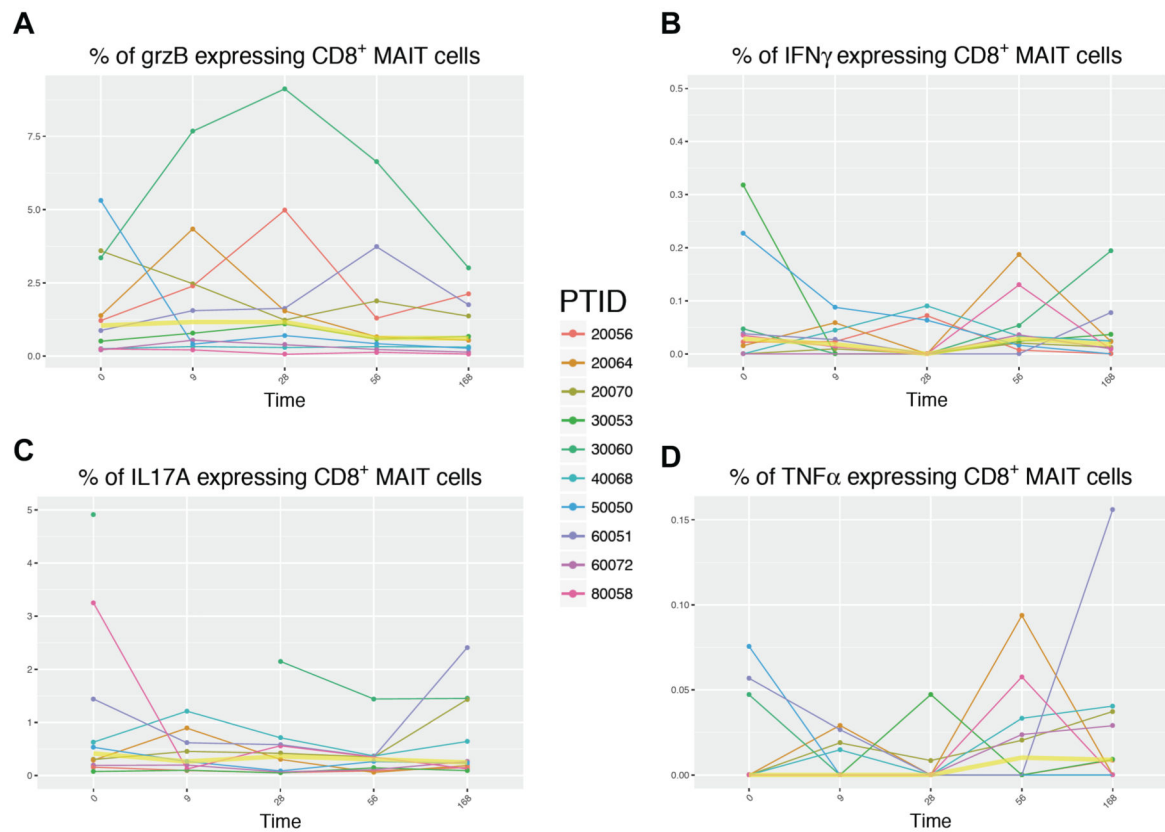 A
% of grzB expressing CD8+ MAIT cells
7.5
5.0
2.5
0.0
0 9 28 56 168
Time
B
% of IFNγ expressing CD8+ MAIT cells
0.5
0.4
0.3
0.2
0.1
0.0
0 9 28 56 168
Time
PTID
20056
20064
20070
30053
30060
40068
50050
60051
60072
80058
C
% of IL17A expressing CD8+ MAIT cells
5
4
3
2
1
0
0 9 28 56 168
Time
D
% of TNFα expressing CD8+ MAIT cells
0.15
0.10
0.05
0.00
0 9 28 56 168
Time